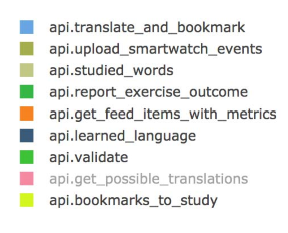 api.translate_and_bookmark
api.upload_smartwatch_events
api.studied_words
api.report_exercise_outcome
api.get_feed_items_with_metrics
api.learned_language
api.validate
api.get_possible_translations
api.bookmarks_to_study